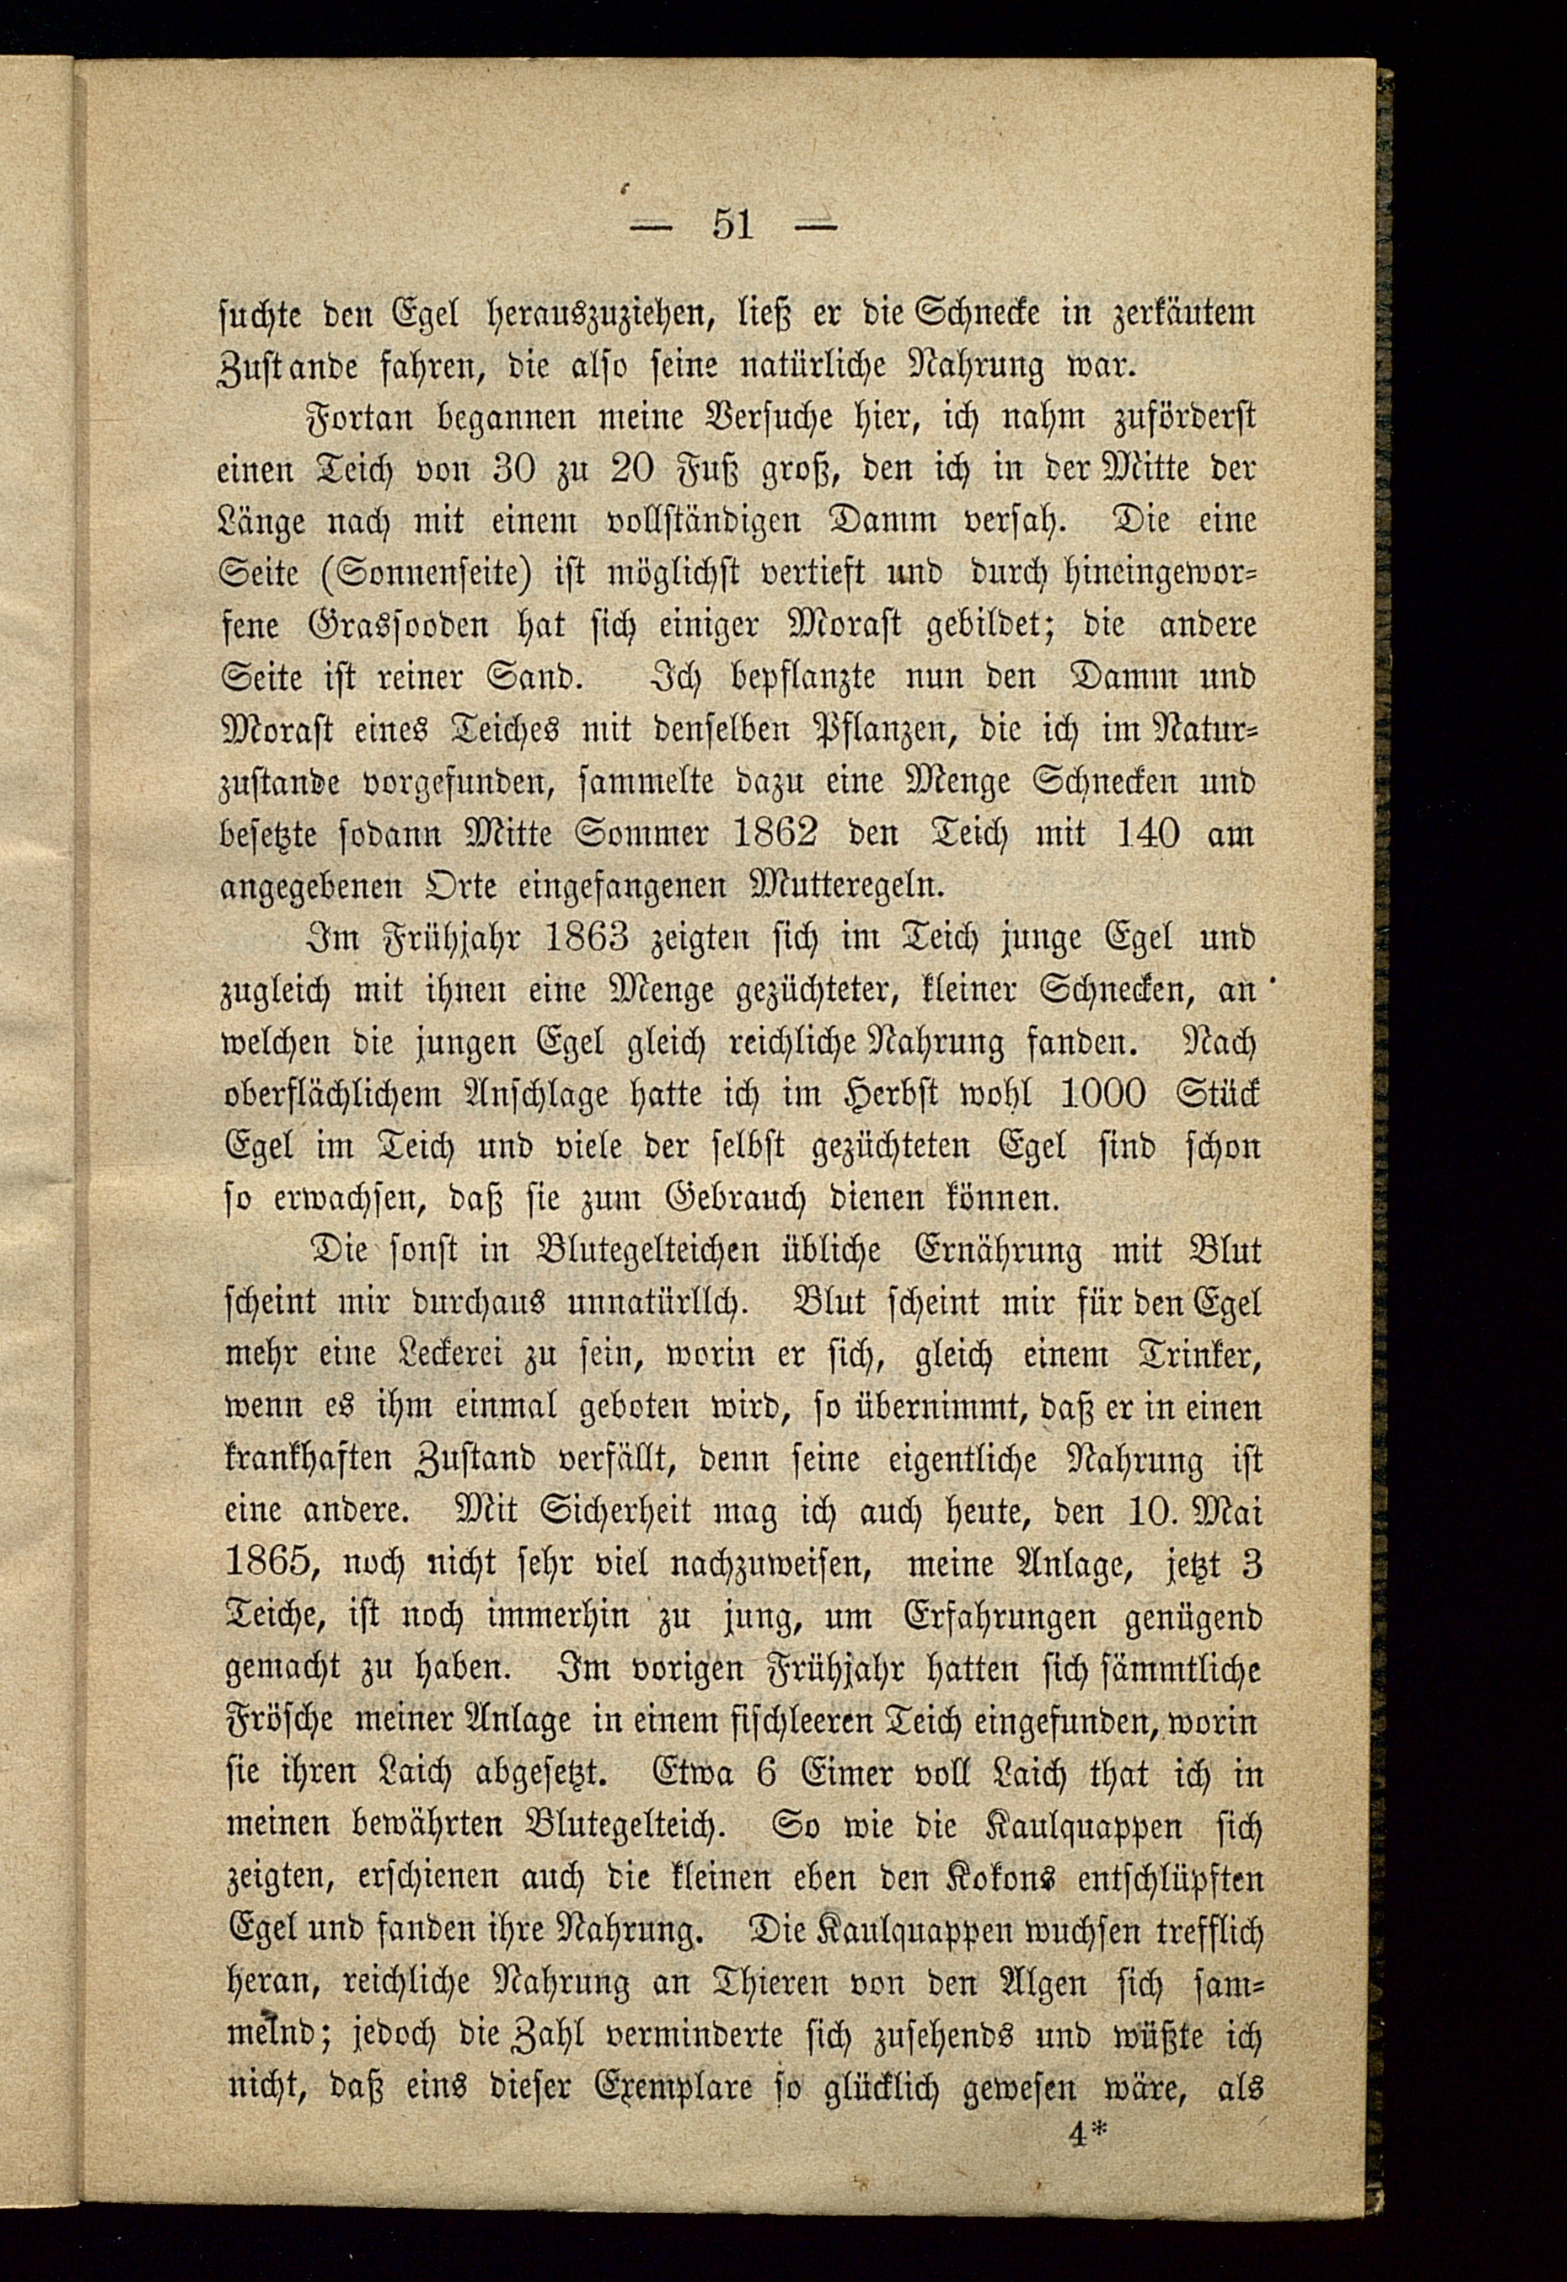 — 51 —
suchte den Egel herauszuziehen, ließ er die Schnecke in zerkäutem
Zustande fahren, die also seine natürliche Nahrung war.
Fortan begannen meine Versuche hier, ich nahm zuförderst
einen Teich von 30 zu 20 Fuß groß, den ich in der Mitte der
Länge nach mit einem vollständigen Damm versah. Die eine
Seite (Sonnenseite) ist möglichst vertieft und durch hineingewor-
fene Grassooden hat sich einiger Morast gebildet; die andere
Seite ist reiner Sand. Ich bepflanzte nun den Damm und
Morast eines Teiches mit denselben Pflanzen, die ich im Natur-
zustande vorgefunden, sammelte dazu eine Menge Schnecken und
besetzte sodann Mitte Sommer 1862 den Teich mit 140 am
angegebenen Orte eingefangenen Mutteregeln.
Im Frühjahr 1863 zeigten sich im Teich junge Egel und
zugleich mit ihnen eine Menge gezüchteter, kleiner Schnecken, an
welchen die jungen Egel gleich reichliche Nahrung fanden. Nach
oberflächlichem Anschlage hatte ich im Herbst wohl 1000 Stück
Egel im Teich und viele der selbst gezüchteten Egel sind schon
so erwachsen, daß sie zum Gebrauch dienen können.
Die sonst in Blutegelteichen übliche Ernährung mit Blut
scheint mir durchaus unnatürllch. Blut scheint mir für den Egel
mehr eine Leckerei zu sein, worin er sich, gleich einem Trinker,
wenn es ihm einmal geboten wird, so übernimmt, daß er in einen
krankhaften Zustand verfällt, denn seine eigentliche Nahrung ist
eine andere. Mit Sicherheit mag ich auch heute, den 10. Mai
1865, noch nicht sehr viel nachzuweisen, meine Anlage, jetzt 3
Teiche, ist noch immerhin zu jung, um Erfahrungen genügend
gemacht zu haben. Im vorigen Frühjahr hatten sich sämmtliche
Frösche meiner Anlage in einem fischleeren Teich eingefunden, worin
sie ihren Laich abgesetzt. Etwa 6 Eimer voll Laich that ich in
meinen bewährten Blutegelteich. So wie die Kaulquappen sich
zeigten, erschienen auch die kleinen eben den Kokons entschlüpften
Egel und fanden ihre Nahrung. Die Kaulquappen wuchsen trefflich
heran, reichliche Nahrung an Thieren von den Algen sich sam-
melnd; jedoch die Zahl verminderte sich zusehends und wüßte ich
nicht, daß eins dieser Exemplare so glücklich gewesen wäre, als
4*